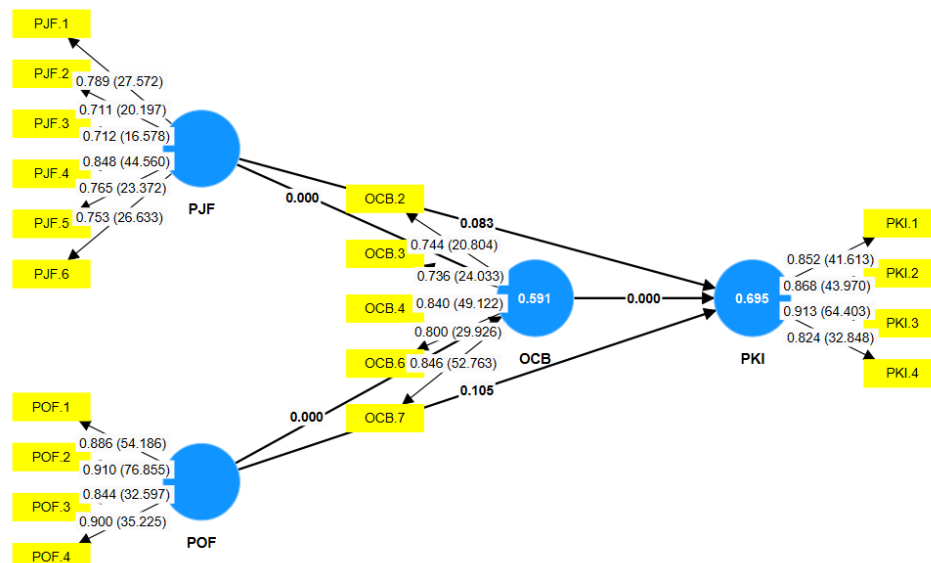 PJF.1
PJF.2
PJF.3
PJF.4
PJF.5
PJF.6
0.789 (27.572)
0.711 (20.197)
0.712 (16.578)
0.848 (44.560)
0.765 (23.372)
0.753 (26.633)
PJF
0.000
0.083
OCB.2
OCB.3
OCB.4
OCB.6
OCB.7
0.744 (20.804)
0.736 (24.033)
0.840 (49.122)
0.800 (29.926)
0.846 (52.763)
0.591
OCB
0.000
0.695
PKI
0.852 (41.613)
0.868 (43.970)
0.913 (64.403)
0.824 (32.848)
PKI.1
PKI.2
PKI.3
PKI.4
POF.1
POF.2
POF.3
POF.4
0.886 (54.186)
0.910 (76.855)
0.844 (32.597)
0.900 (35.225)
POF
0.000
0.105